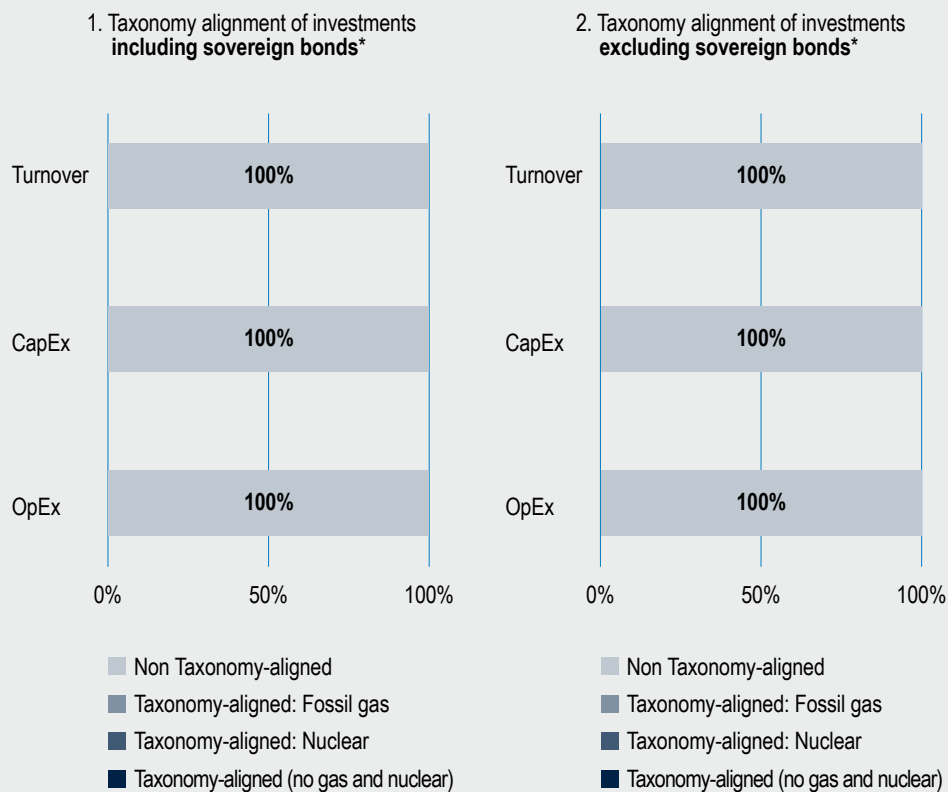 1. Taxonomy alignment of investments
including sovereign bonds*
Turnover
100%
CapEx
100%
OpEx
100%
0%
50%
100%
Non Taxonomy-aligned
Taxonomy-aligned: Fossil gas
Taxonomy-aligned: Nuclear
Taxonomy-aligned (no gas and nuclear)
2. Taxonomy alignment of investments
excluding sovereign bonds*
Turnover
100%
CapEx
100%
OpEx
100%
0%
50%
100%
Non Taxonomy-aligned
Taxonomy-aligned: Fossil gas
Taxonomy-aligned: Nuclear
Taxonomy-aligned (no gas and nuclear)